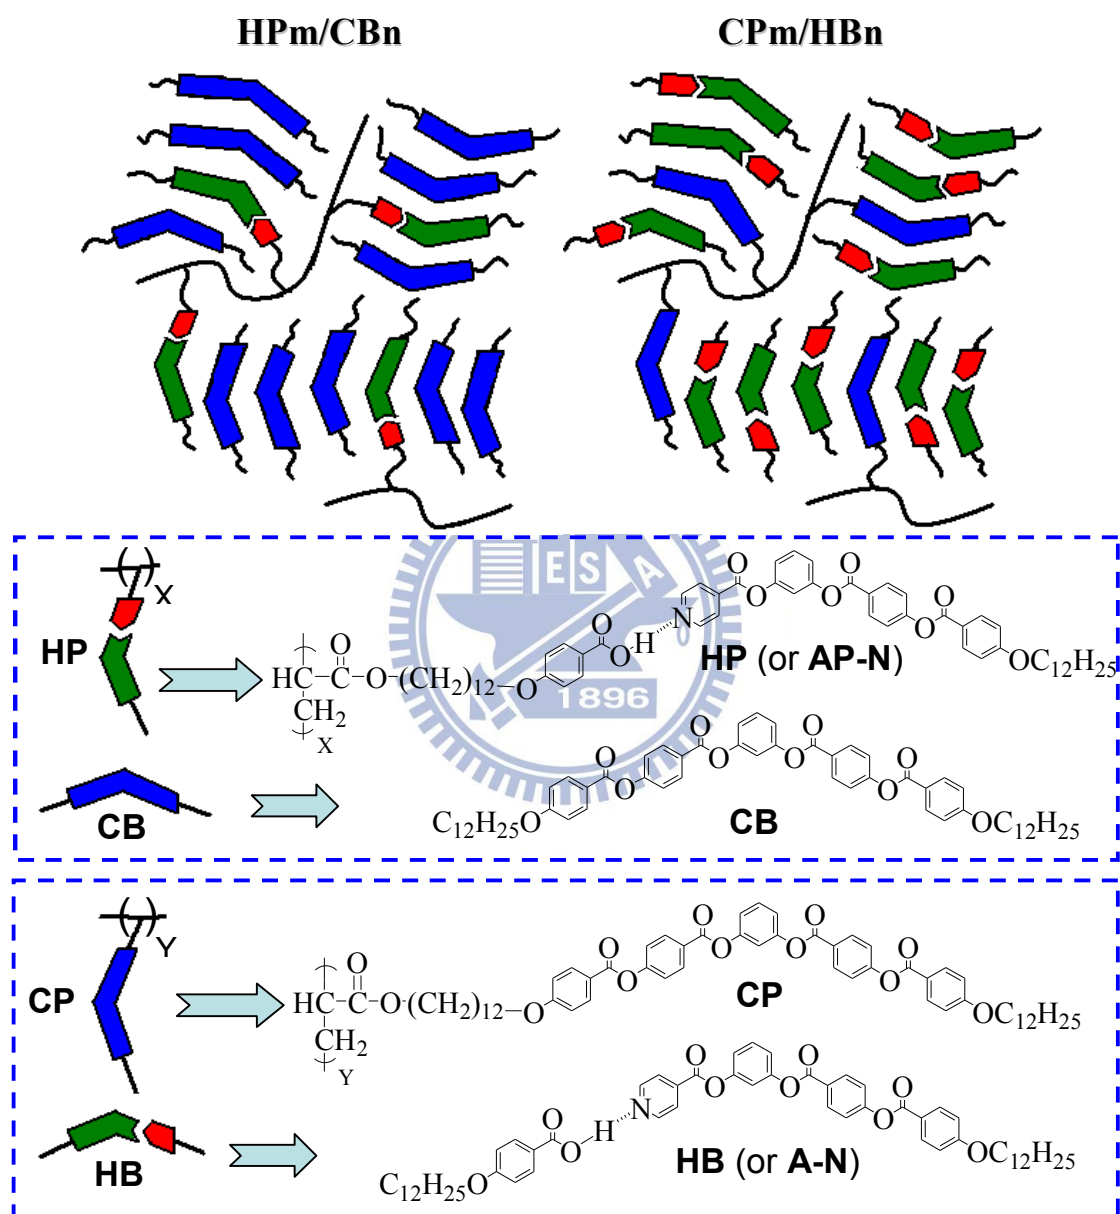 HPm/CBn
CPm/HBn
( )X
HP
E S A
1896
HC–C–O–(CH2)12–O
O
CH2
X
O
O
H
N
O
O
O
O
O
O
OC12H25
HP (or AP-N)
CB
C12H25O
O
O
O
O
O
O
O
O
OC12H25
CB
( )Y
CP
HC–C–O–(CH2)12–O
O
CH2
Y
O
O
O
O
O
O
O
O
OC12H25
CP
HB
C12H25O
O
O
H
N
O
O
O
O
O
O
OC12H25
HB (or A-N)